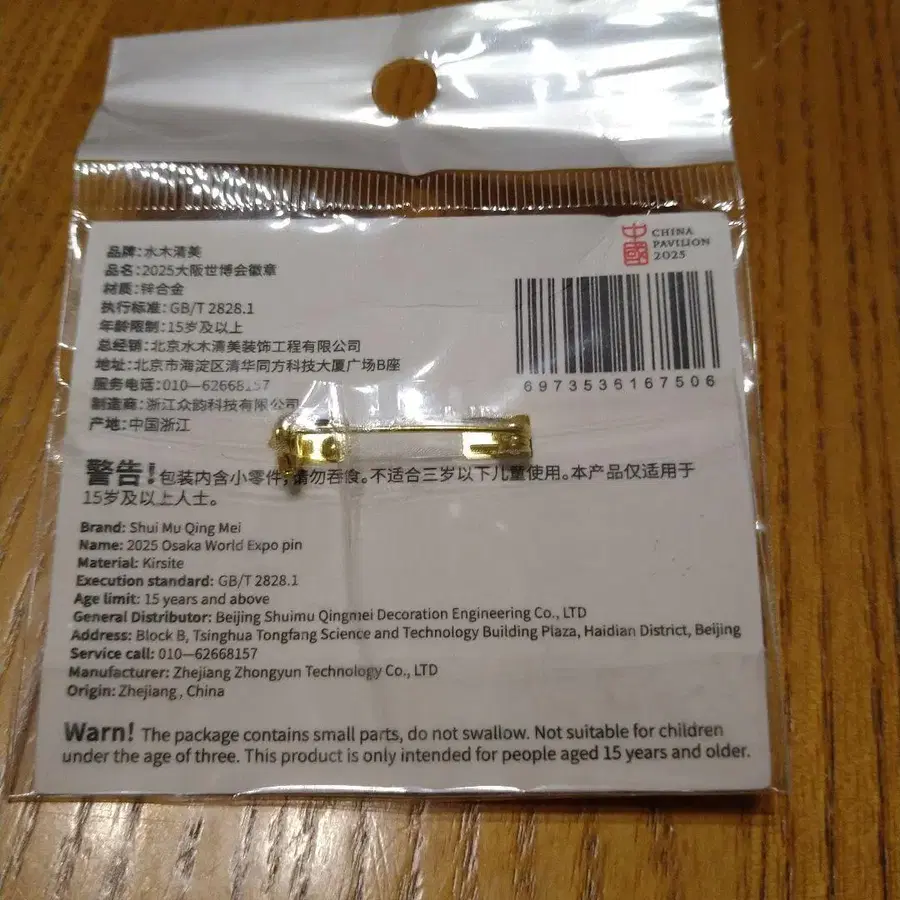 中國
CHINA
PAVILION
2025
品牌:水木清美
品名:2025大阪世博会徽章
材质:锌合金
执行标准:GB/T 2828.1
年龄限制:15岁及以上
总经销:北京水木清美装饰工程有限公司
地址:北京市海淀区清华同方科技大厦广场B座
服务电话:010—62668157
制造商:浙江众韵科技有限公司
产地:中国浙江
6973536167506
警告!包装内含小零件,请勿吞食。不适合三岁以下儿童使用。本产品仅适用于
15岁及以上人士。
Brand: Shui Mu Qing Mei
Name: 2025 Osaka World Expo pin
Material: Kirsite
Execution standard: GB/T 2828.1
Age limit: 15 years and above
General Distributor: Beijing Shuimu Qingmei Decoration Engineering Co., LTD
Address: Block B, Tsinghua Tongfang Science and Technology Building Plaza, Haidian District, Beijing
Service call: 010—62668157
Manufacturer: Zhejiang Zhongyun Technology Co., LTD
Origin: Zhejiang , China
Warn! The package contains small parts, do not swallow. Not suitable for children
under the age of three. This product is only intended for people aged 15 years and older.